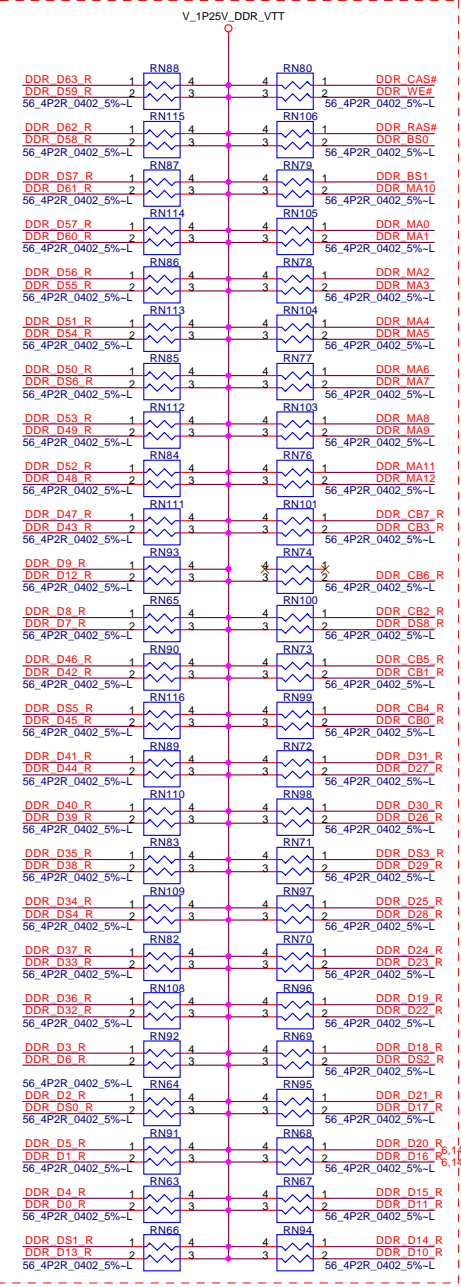 V_1P25V_DDR_VTT
RN88 RN80
DDR_D63_R 1 4 4 1 DDR_CAS#
DDR_D59_R 2 3 3 2 DDR_WE#
56_4P2R_0402_5%~L 56_4P2R_0402_5%~L
RN115 RN106
DDR_D62_R 1 4 4 1 DDR_RAS#
DDR_D58_R 2 3 3 2 DDR_BS0
56_4P2R_0402_5%~L 56_4P2R_0402_5%~L
RN87 RN79
DDR_DS7_R 1 4 4 1 DDR_BS1
DDR_D61_R 2 3 3 2 DDR_MA10
56_4P2R_0402_5%~L 56_4P2R_0402_5%~L
RN114 RN105
DDR_D57_R 1 4 4 1 DDR_MA0
DDR_D60_R 2 3 3 2 DDR_MA1
56_4P2R_0402_5%~L 56_4P2R_0402_5%~L
RN86 RN78
DDR_D56_R 1 4 4 1 DDR_MA2
DDR_D55_R 2 3 3 2 DDR_MA3
56_4P2R_0402_5%~L 56_4P2R_0402_5%~L
RN113 RN104
DDR_D51_R 1 4 4 1 DDR_MA4
DDR_D54_R 2 3 3 2 DDR_MA5
56_4P2R_0402_5%~L 56_4P2R_0402_5%~L
RN85 RN77
DDR_D50_R 1 4 4 1 DDR_MA6
DDR_DS6_R 2 3 3 2 DDR_MA7
56_4P2R_0402_5%~L 56_4P2R_0402_5%~L
RN112 RN103
DDR_D53_R 1 4 4 1 DDR_MA8
DDR_D49_R 2 3 3 2 DDR_MA9
56_4P2R_0402_5%~L 56_4P2R_0402_5%~L
RN84 RN76
DDR_D52_R 1 4 4 1 DDR_MA11
DDR_D48_R 2 3 3 2 DDR_MA12
56_4P2R_0402_5%~L 56_4P2R_0402_5%~L
RN111 RN101
DDR_D47_R 1 4 4 1 DDR_CB7_R
DDR_D43_R 2 3 3 2 DDR_CB3_R
56_4P2R_0402_5%~L 56_4P2R_0402_5%~L
RN93 RN74
DDR_D9_R 1 4 4 1
DDR_D12_R 2 3 3 2 DDR_CB6_R
56_4P2R_0402_5%~L 56_4P2R_0402_5%~L
RN65 RN100
DDR_D8_R 1 4 4 1 DDR_CB2_R
DDR_D7_R 2 3 3 2 DDR_DS8_R
56_4P2R_0402_5%~L 56_4P2R_0402_5%~L
RN90 RN73
DDR_D46_R 1 4 4 1 DDR_CB5_R
DDR_D42_R 2 3 3 2 DDR_CB1_R
56_4P2R_0402_5%~L 56_4P2R_0402_5%~L
RN116 RN99
DDR_DS5_R 1 4 4 1 DDR_CB4_R
DDR_D45_R 2 3 3 2 DDR_CB0_R
56_4P2R_0402_5%~L 56_4P2R_0402_5%~L
RN89 RN72
DDR_D41_R 1 4 4 1 DDR_D31_R
DDR_D44_R 2 3 3 2 DDR_D27_R
56_4P2R_0402_5%~L 56_4P2R_0402_5%~L
RN110 RN98
DDR_D40_R 1 4 4 1 DDR_D30_R
DDR_D39_R 2 3 3 2 DDR_D26_R
56_4P2R_0402_5%~L 56_4P2R_0402_5%~L
RN83 RN71
DDR_D35_R 1 4 4 1 DDR_DS3_R
DDR_D38_R 2 3 3 2 DDR_D29_R
56_4P2R_0402_5%~L 56_4P2R_0402_5%~L
RN109 RN97
DDR_D34_R 1 4 4 1 DDR_D25_R
DDR_DS4_R 2 3 3 2 DDR_D28_R
56_4P2R_0402_5%~L 56_4P2R_0402_5%~L
RN82 RN70
DDR_D37_R 1 4 4 1 DDR_D24_R
DDR_D33_R 2 3 3 2 DDR_D23_R
56_4P2R_0402_5%~L 56_4P2R_0402_5%~L
RN108 RN96
DDR_D36_R 1 4 4 1 DDR_D19_R
DDR_D32_R 2 3 3 2 DDR_D22_R
56_4P2R_0402_5%~L 56_4P2R_0402_5%~L
RN92 RN69
DDR_D3_R 1 4 4 1 DDR_D18_R
DDR_D6_R 2 3 3 2 DDR_DS2_R
56_4P2R_0402_5%~L 56_4P2R_0402_5%~L
RN64 RN95
DDR_D2_R 1 4 4 1 DDR_D21_R
DDR_DS0_R 2 3 3 2 DDR_D17_R
56_4P2R_0402_5%~L 56_4P2R_0402_5%~L
RN91 RN68
DDR_D5_R 1 4 4 1 DDR_D20_R 6,14
DDR_D1_R 2 3 3 2 DDR_D16_R 6,14
56_4P2R_0402_5%~L 56_4P2R_0402_5%~L
RN63 RN67
DDR_D4_R 1 4 4 1 DDR_D15_R
DDR_D0_R 2 3 3 2 DDR_D11_R
56_4P2R_0402_5%~L 56_4P2R_0402_5%~L
RN66 RN94
DDR_DS1_R 1 4 4 1 DDR_D14_R
DDR_D13_R 2 3 3 2 DDR_D10_R
56_4P2R_0402_5%~L 56_4P2R_0402_5%~L